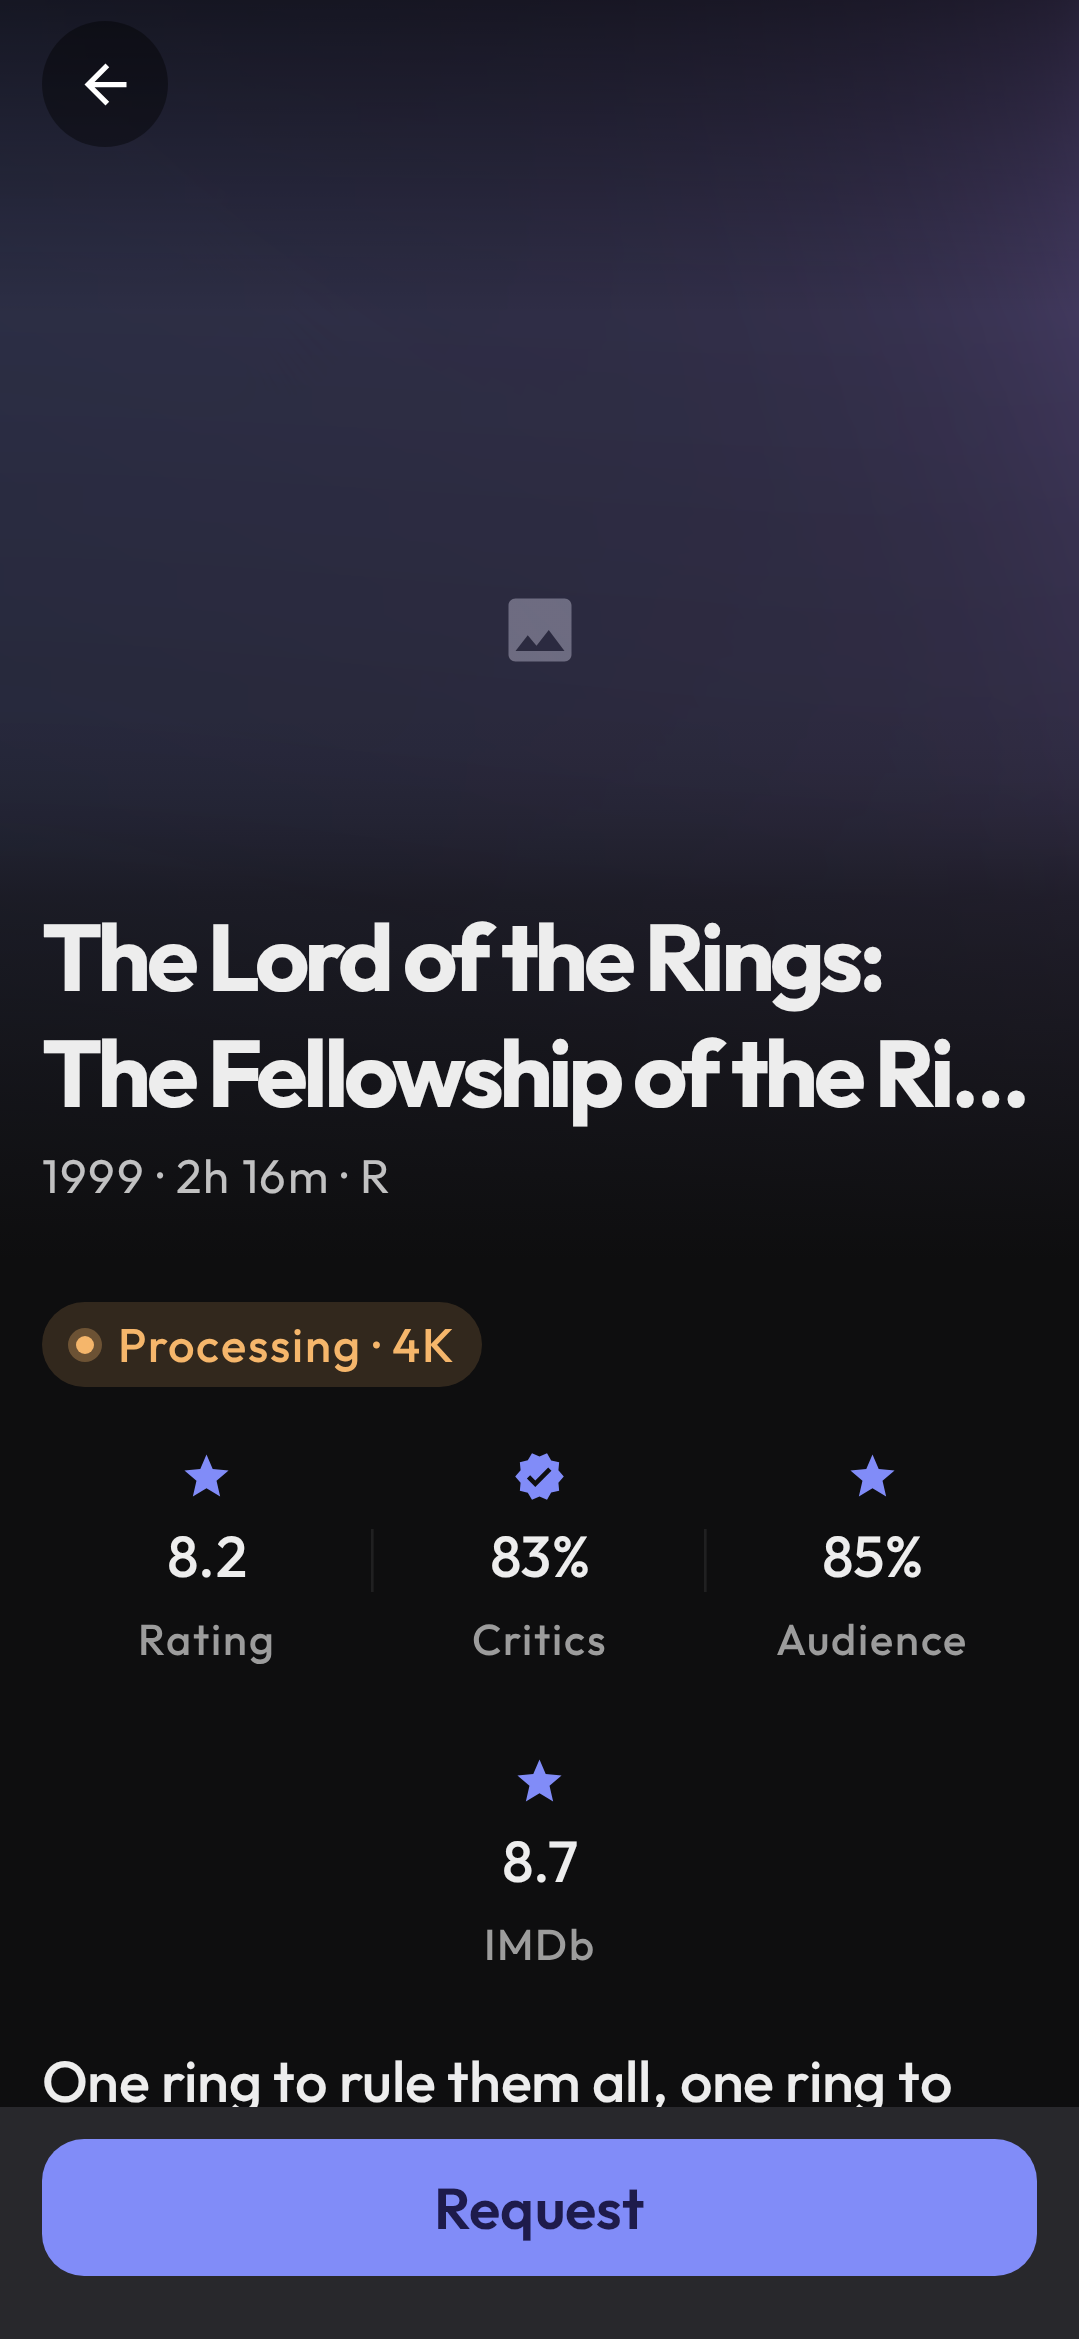 The Lord of the Rings:
The Fellowship of the Ri...
1999 · 2h 16m · R
Processing · 4K
8.2
Rating
83%
Critics
85%
Audience
8.7
IMDb
One ring to rule them all, one ring to
Request